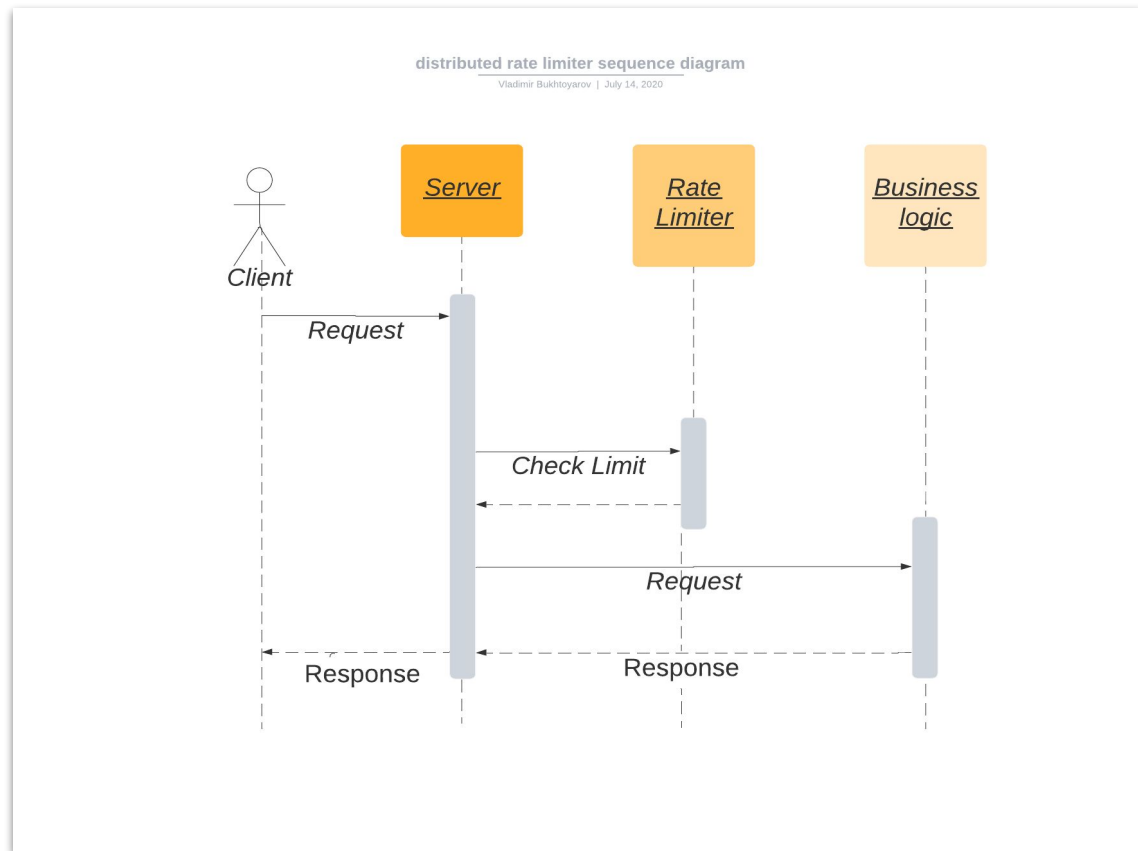 distributed rate limiter sequence diagram
Vladimir Bukhtoyarov | July 14, 2020
Server
Rate
Limiter
Business
logic
Client
Request
Check Limit
Request
Response
Response